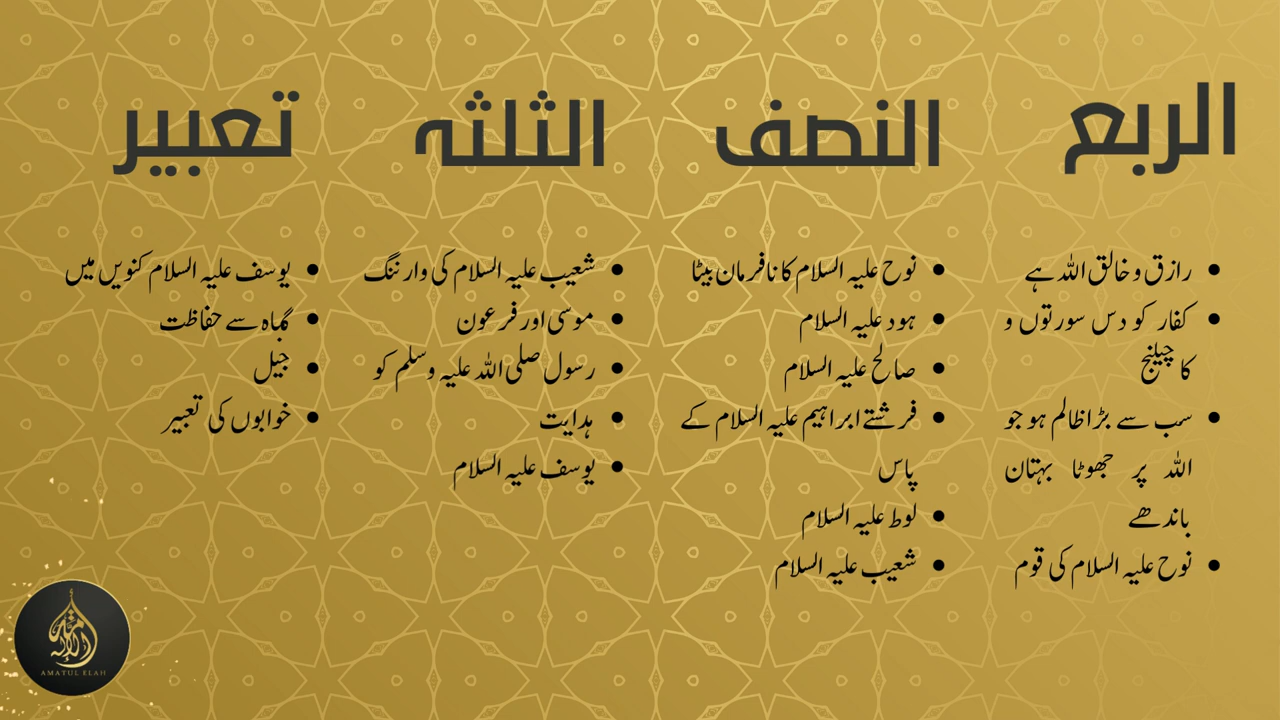 الربع
رازق و خالق اللہ ہے
کفار کو دس سورتوں و
کا چیلنج
سب سے بڑا ظالم ہو جو
اللہ پر جھوٹا بہتان
باندھے
نوح علیہ السلام کی قوم
النصف
نوح علیہ السلام کا نافرمان بیٹا
ہود علیہ السلام
صالح علیہ السلام
فرشتے ابراہیم علیہ السلام کے
پاس
لوط علیہ السلام
شعیب علیہ السلام
الثلثہ
شعیب علیہ السلام کی وارننگ
موسی اور فرعون
رسول صلی اللہ علیہ وسلم کو
ہدایت
یوسف علیہ السلام
تعبیر
یوسف علیہ السلام کنویں میں
گباہ سے حفاظت
جیل
خوابوں کی تعبیر
AMATUL ELAH